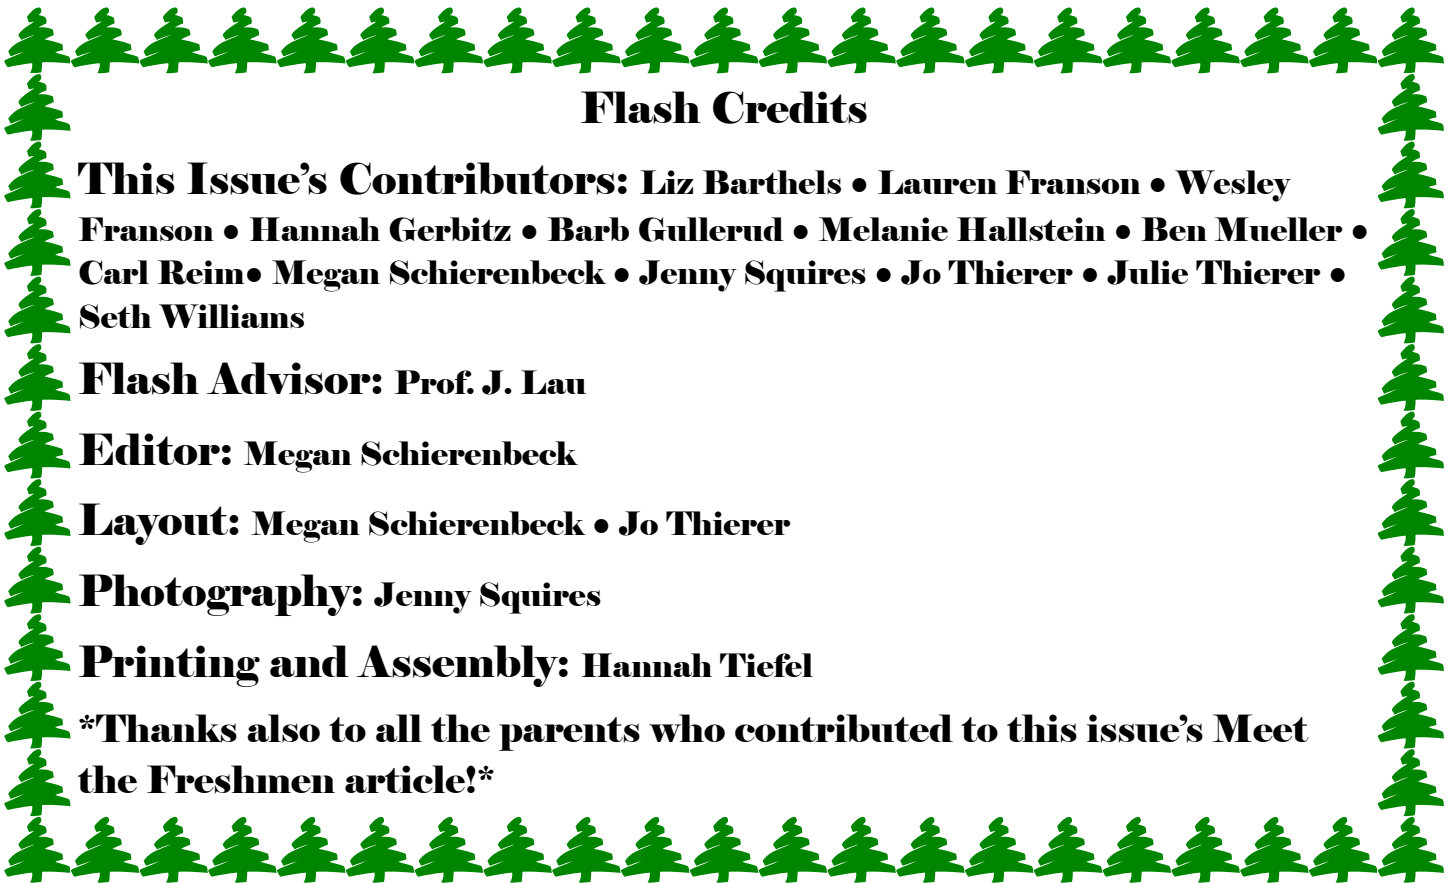 Flash Credits
This Issue’s Contributors: Liz Barthels • Lauren Franson • Wesley
Franson • Hannah Gerbitz • Barb Gullerud • Melanie Hallstein • Ben Mueller •
Carl Reim• Megan Schierenbeck • Jenny Squires • Jo Thierer • Julie Thierer •
Seth Williams
Flash Advisor: Prof. J. Lau
Editor: Megan Schierenbeck
Layout: Megan Schierenbeck • Jo Thierer
Photography: Jenny Squires
Printing and Assembly: Hannah Tiefel
*Thanks also to all the parents who contributed to this issue’s Meet
the Freshmen article!*